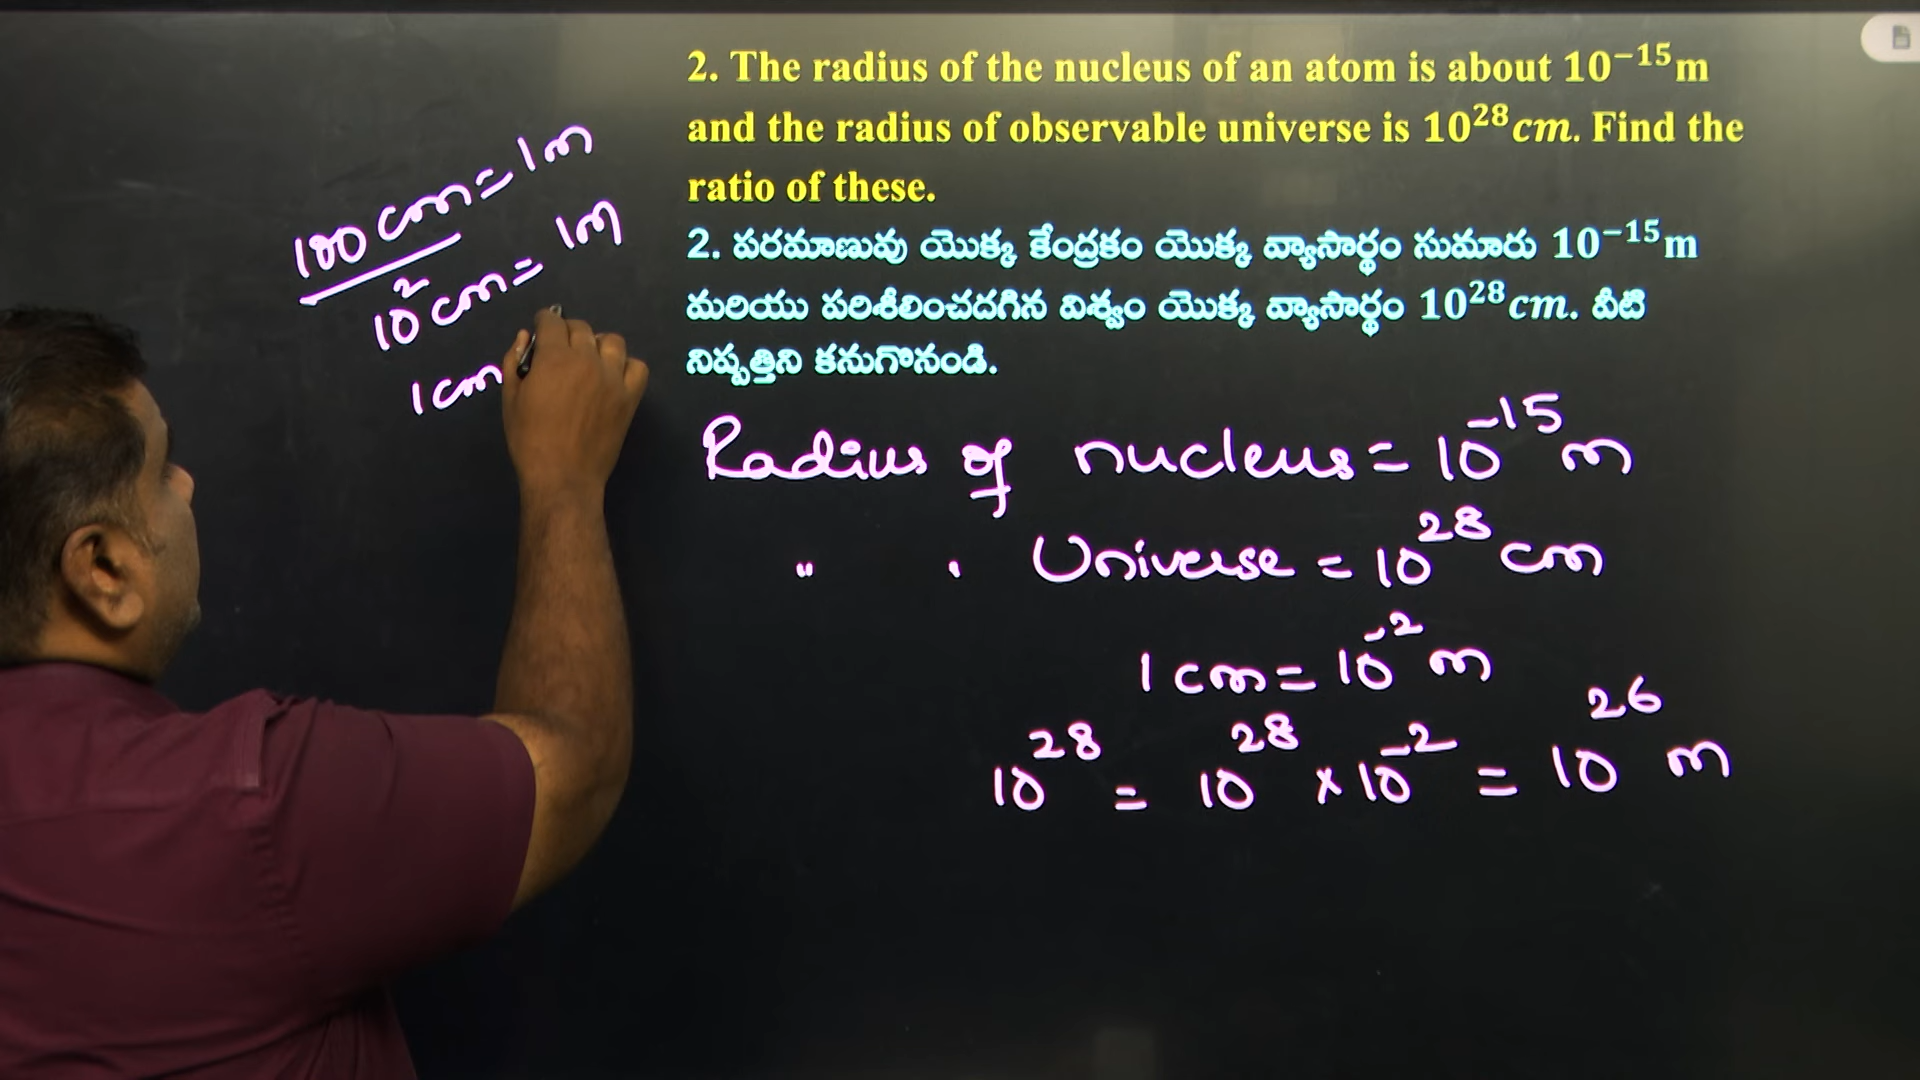 2. The radius of the nucleus of an atom is about 10⁻¹⁵m
and the radius of observable universe is 10²⁸cm. Find the
ratio of these.
2. పరమాణువు యొక్క కేంద్రకం యొక్క వ్యాసార్థం సుమారు 10⁻¹⁵m
మరియు పరిశీలించదగిన విశ్వం యొక్క వ్యాసార్థం 10²⁸cm. వీటి
నిష్పత్తిని కనుగొనండి.
100 cm = 1m
10² cm = 1m
1 cm
Radius of nucleus = 10⁻¹⁵ m
" " Universe = 10²⁸ cm
1 cm = 10⁻² m
10²⁸ = 10²⁸ × 10⁻² = 10²⁶ m